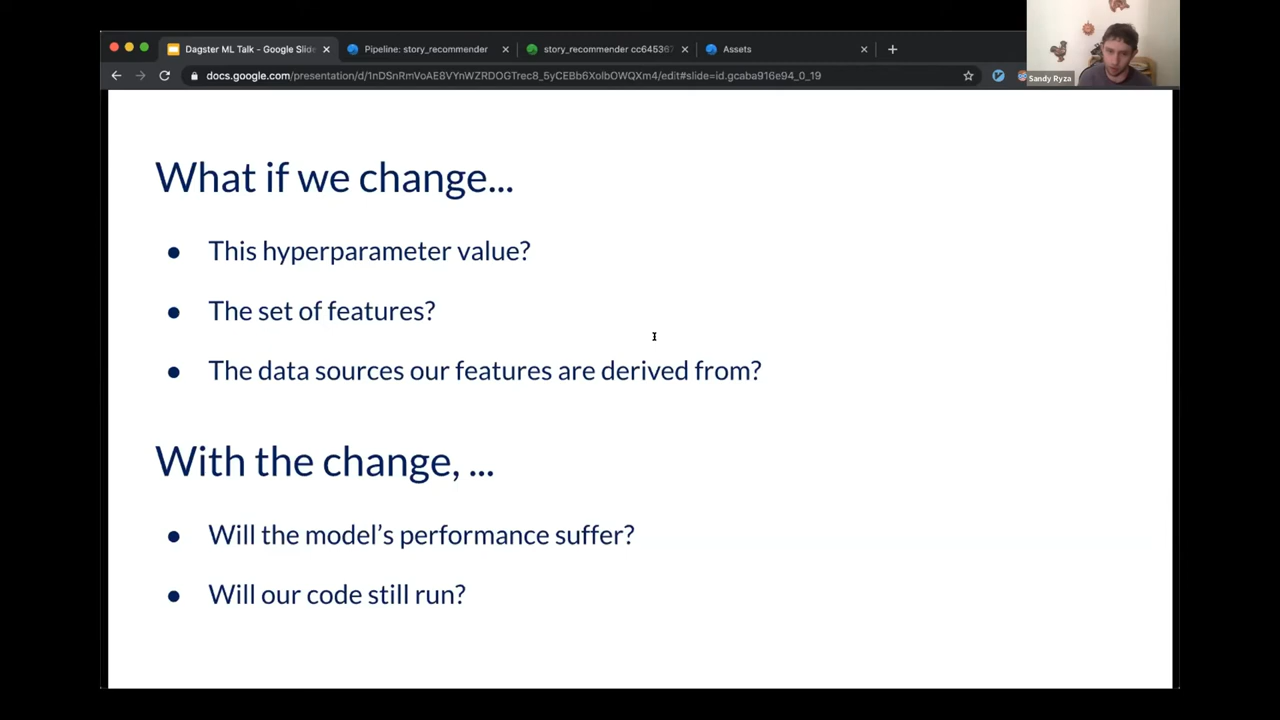 Dagster ML Talk - Google Slide
Pipeline: story_recommender
story_recommender cc64536
Assets
docs.google.com/presentation/d/1nDSnRmVoAE8VYnWZRDOGTrec8_5yCEBb6XolbOWQXm4/edit#slide=id.gcaba916e94_0_19
Sandy Ryza
What if we change...
● This hyperparameter value?
● The set of features?
● The data sources our features are derived from?
With the change, ...
● Will the model’s performance suffer?
● Will our code still run?